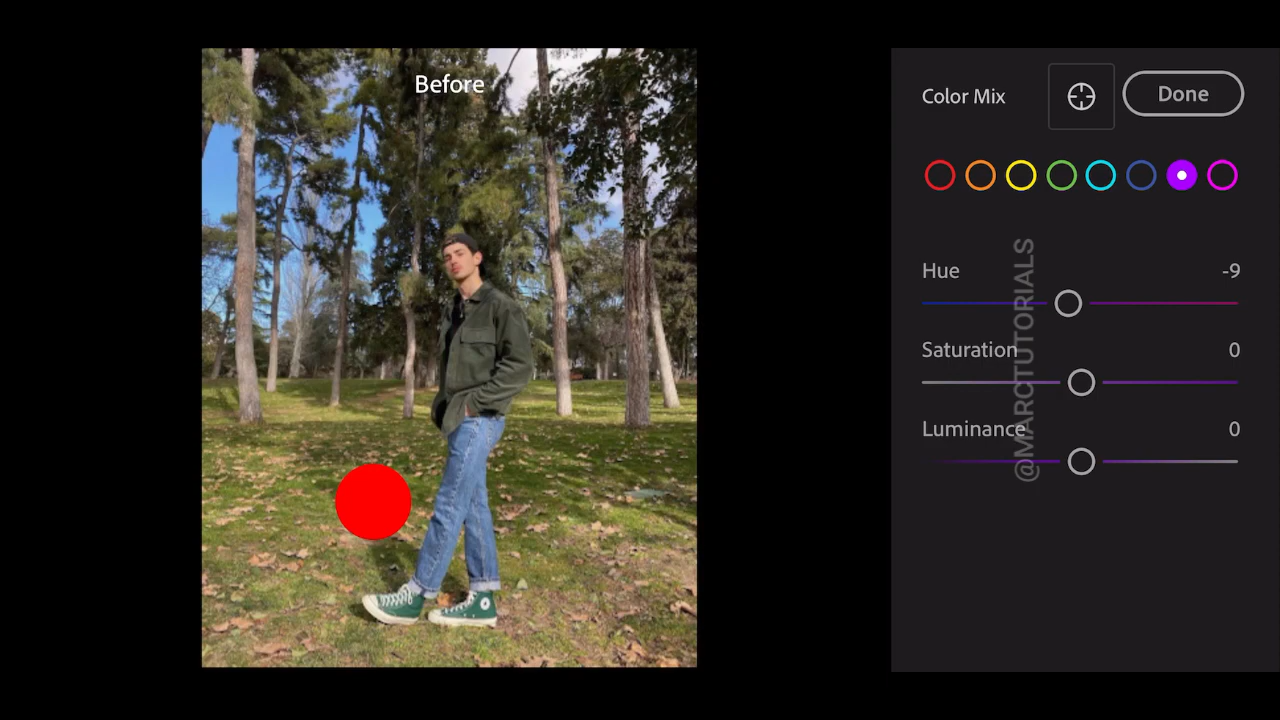 Before
Color Mix
Done
Hue
-9
Saturation
0
Luminance
0
@MARCTUTORIALS